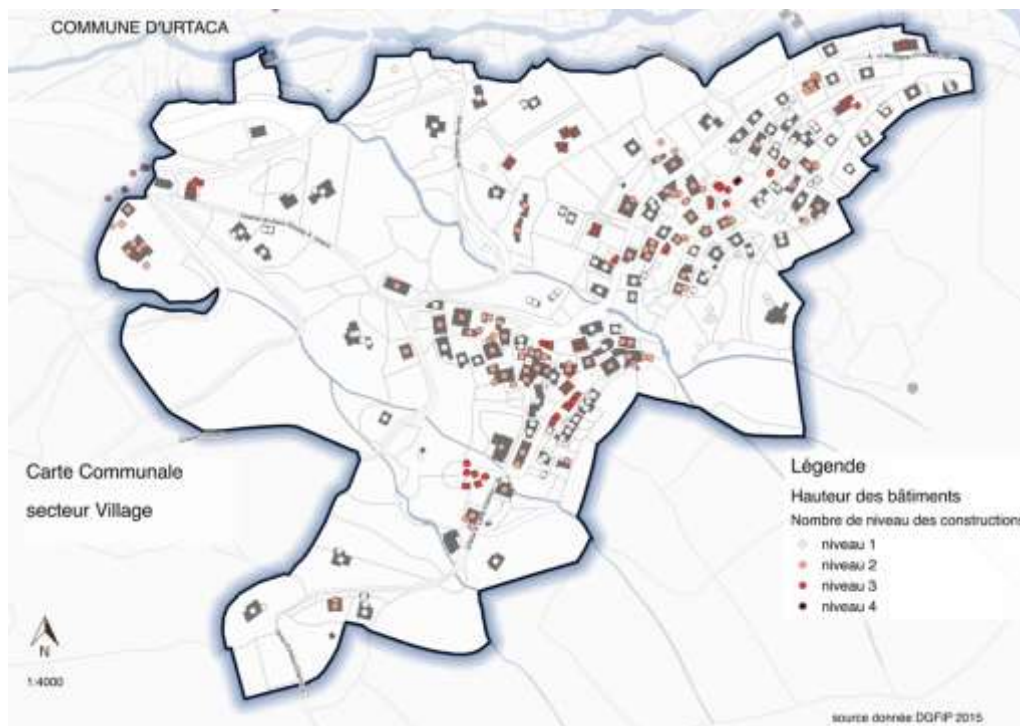 COMMUNE D'URTACA
Carte Communale
secteur Village
N
1:4000
Légende
Hauteur des bâtiments
Nombre de niveau des constructions
niveau 1
niveau 2
niveau 3
niveau 4
source donnée DGFIP 2015